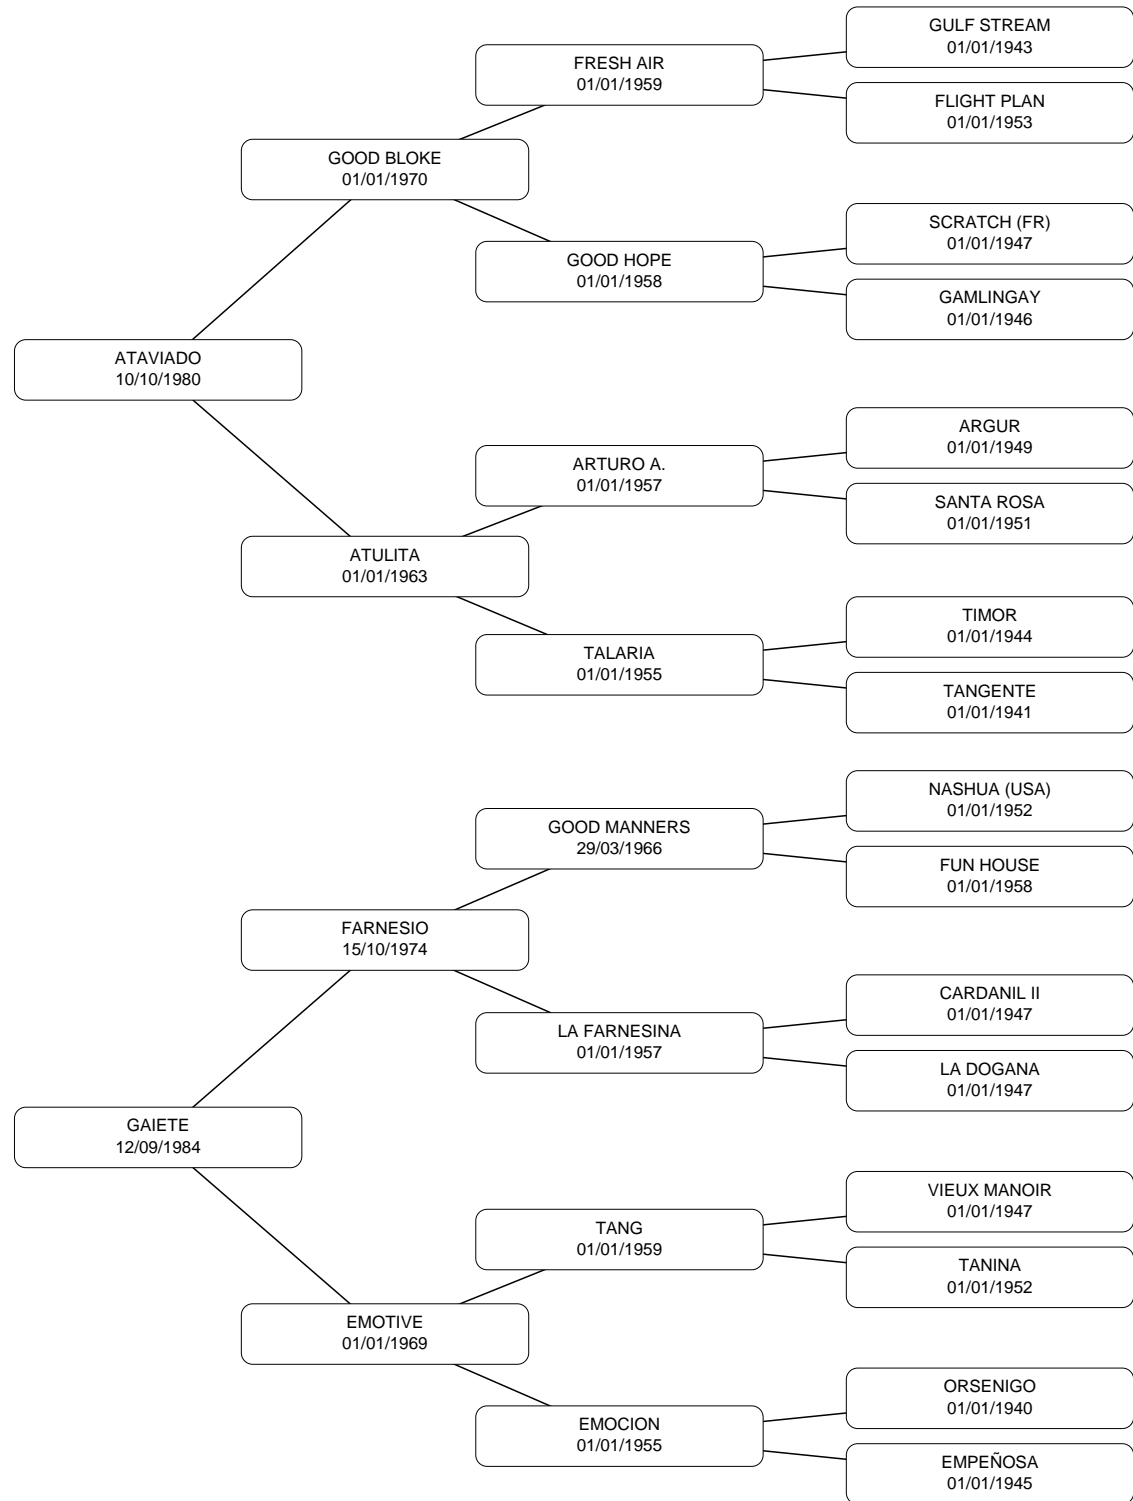 GULF STREAM
01/01/1943
FRESH AIR
01/01/1959
FLIGHT PLAN
01/01/1953
GOOD BLOKE
01/01/1970
SCRATCH (FR)
01/01/1947
GOOD HOPE
01/01/1958
GAMLINGAY
01/01/1946
ATAVIADO
10/10/1980
ARGUR
01/01/1949
ARTURO A.
01/01/1957
SANTA ROSA
01/01/1951
ATULITA
01/01/1963
TIMOR
01/01/1944
TALARIA
01/01/1955
TANGENTE
01/01/1941
NASHUA (USA)
01/01/1952
GOOD MANNERS
29/03/1966
FUN HOUSE
01/01/1958
FARNESIO
15/10/1974
CARDANIL II
01/01/1947
LA FARNESINA
01/01/1957
LA DOGANA
01/01/1947
GAIETE
12/09/1984
VIEUX MANOIR
01/01/1947
TANG
01/01/1959
TANINA
01/01/1952
EMOTIVE
01/01/1969
ORSENIGO
01/01/1940
EMOCION
01/01/1955
EMPEÑOSA
01/01/1945